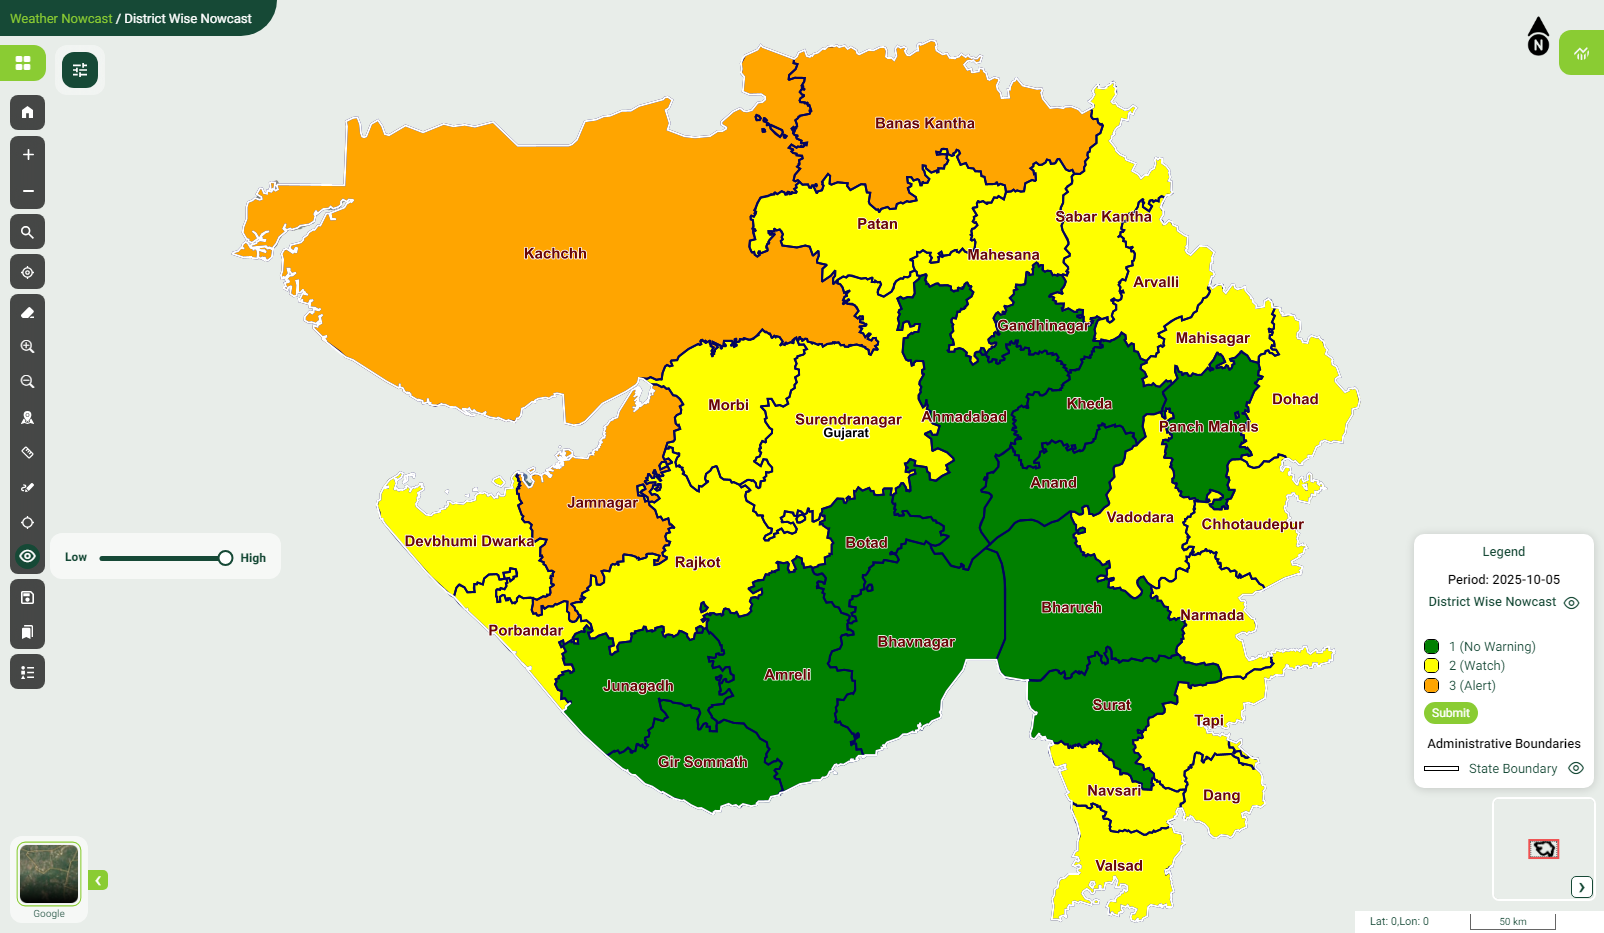 Weather Nowcast / District Wise Nowcast
N
Banas Kantha
Patan
Sabar Kantha
Kachchh
Mahesana
Arvalli
Gandhinagar
Mahisagar
Morbi
Surendranagar
Gujarat
Ahmadabad
Kheda
Dohad
Panch Mahals
Anand
Jamnagar
Vadodara
Chhotaudepur
Devbhumi Dwarka
Botad
Rajkot
Low
High
Bharuch
Narmada
Porbandar
Bhavnagar
Amreli
Junagadh
Surat
Tapi
Gir Somnath
Navsari
Dang
Valsad
Legend
Period: 2025-10-05
District Wise Nowcast
1 (No Warning)
2 (Watch)
3 (Alert)
Submit
Administrative Boundaries
State Boundary
Google
Lat: 0,Lon: 0
50 km